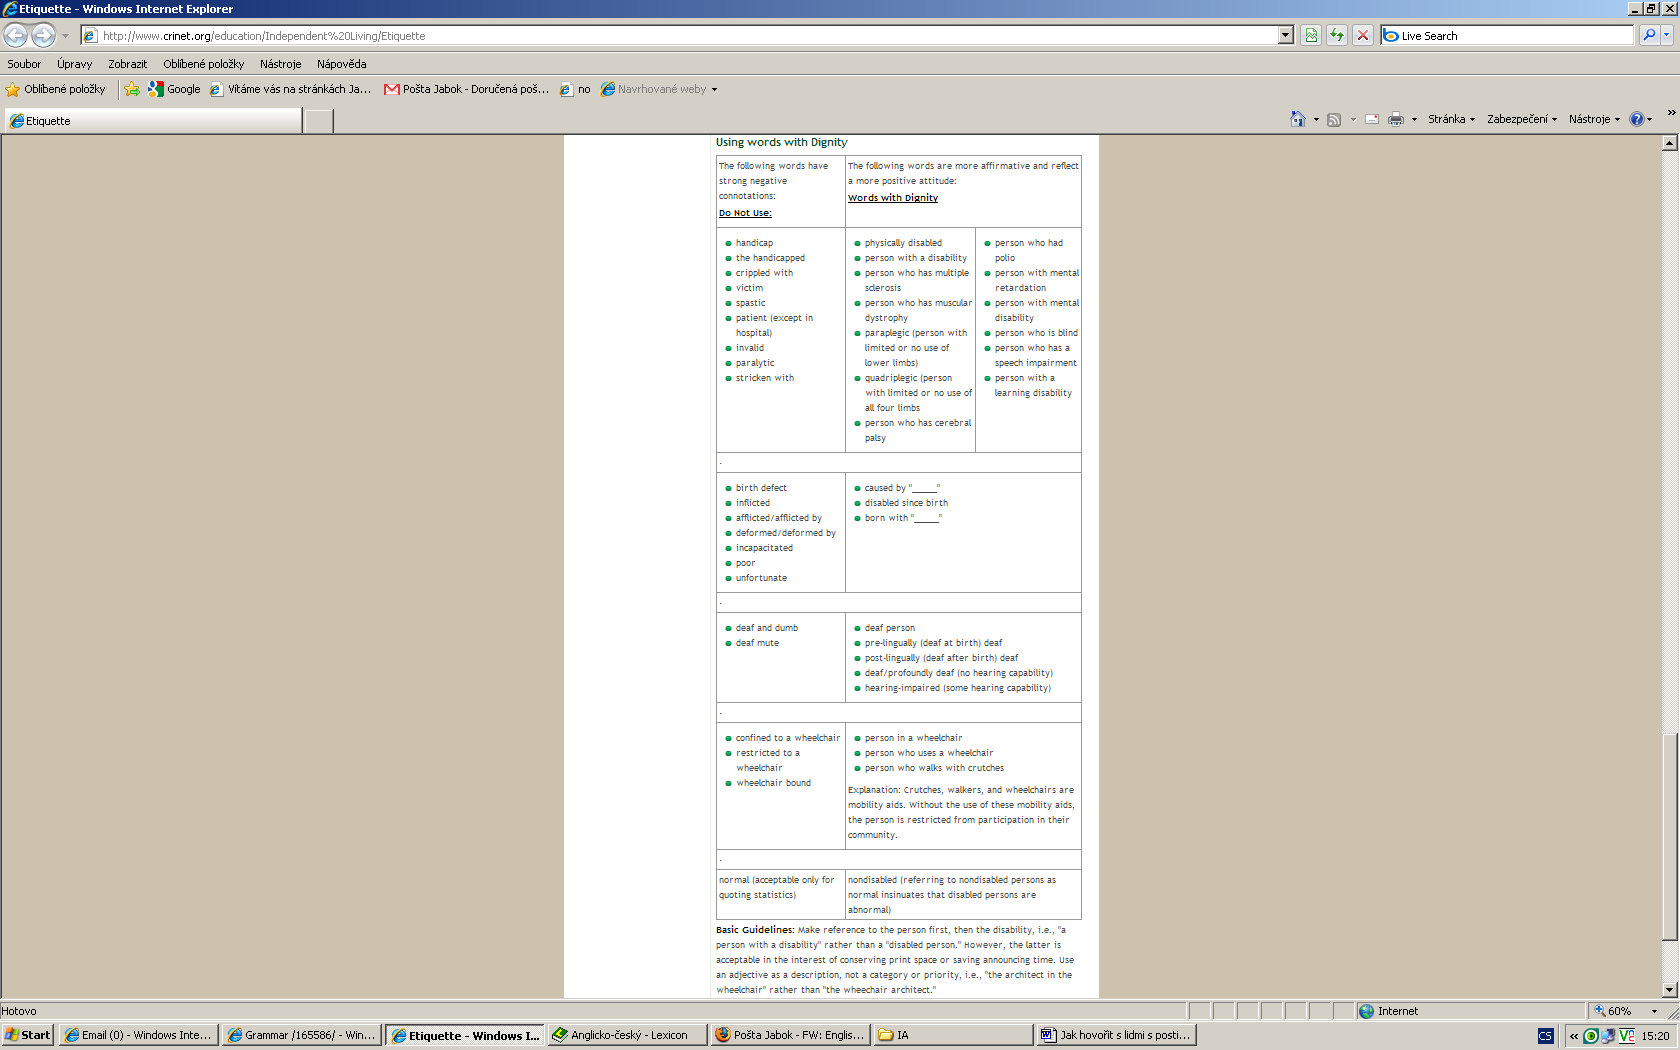 Etiquette - Windows Internet Explorer
http://www.crinet.org/education/Independent%20Living/Etiquette
Live Search
Soubor Úpravy Zobrazit Oblíbené položky Nástroje Nápověda
Oblíbené položky Google Vítáme vás na stránkách Ja... Pošta Jabok - Doručená poš... no Navrhované weby
Etiquette
Stránka Zabezpečení Nástroje
Using words with Dignity
The following words have
strong negative
connotations:
Do Not Use:
The following words are more affirmative and reflect
a more positive attitude:
Words with Dignity
handicap
the handicapped
crippled with
victim
spastic
patient (except in
hospital)
invalid
paralytic
stricken with
physically disabled
person with a disability
person who has multiple
sclerosis
person who has muscular
dystrophy
paraplegic (person with
limited or no use of
lower limbs)
quadriplegic (person
with limited or no use of
all four limbs
person who has cerebral
palsy
person who had
polio
person with mental
retardation
person with mental
disability
person who is blind
person who has a
speech impairment
person with a
learning disability
.
birth defect
inflicted
afflicted/afflicted by
deformed/deformed by
incapacitated
poor
unfortunate
caused by "_____"
disabled since birth
born with "_____"
.
deaf and dumb
deaf mute
deaf person
pre-lingually (deaf at birth) deaf
post-lingually (deaf after birth) deaf
deaf/profoundly deaf (no hearing capability)
hearing-impaired (some hearing capability)
.
confined to a wheelchair
restricted to a
wheelchair
wheelchair bound
person in a wheelchair
person who uses a wheelchair
person who walks with crutches
Explanation: Crutches, walkers, and wheelchairs are
mobility aids. Without the use of these mobility aids,
the person is restricted from participation in their
community.
.
normal (acceptable only for
quoting statistics)
nondisabled (referring to nondisabled persons as
normal insinuates that disabled persons are
abnormal)
Basic Guidelines: Make reference to the person first, then the disability, i.e., "a
person with a disability" rather than a "disabled person." However, the latter is
acceptable in the interest of conserving print space or saving announcing time. Use
an adjective as a description, not a category or priority, i.e., "the architect in the
wheelchair" rather than "the wheechair architect."
Hotovo Internet 60%
Start Email (0) - Windows Inte... Grammar /165586/ - Win... Etiquette - Windows I... Anglicko-český - Lexicon Pošta Jabok - FW: Englis... IA Jak hovořit s lidmi s posti... CS 15:20